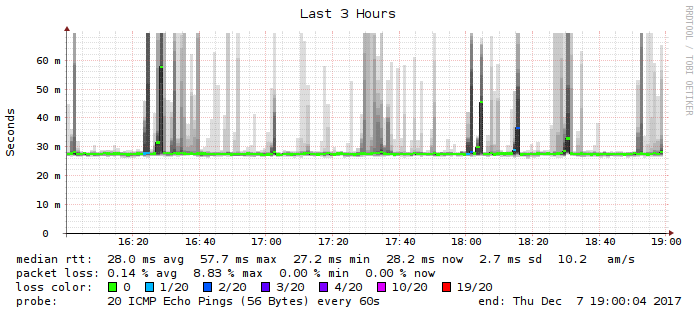 Last 3 Hours
RRDTOOL / TOBI OETIKER
Seconds
60 m
50 m
40 m
30 m
20 m
10 m
0
16:20 16:40 17:00 17:20 17:40 18:00 18:20 18:40 19:00
median rtt: 28.0 ms avg 57.7 ms max 27.2 ms min 28.2 ms now 2.7 ms sd 10.2 am/s
packet loss: 0.14 % avg 8.83 % max 0.00 % min 0.00 % now
loss color: 0 1/20 2/20 3/20 4/20 10/20 19/20
probe: 20 ICMP Echo Pings (56 Bytes) every 60s end: Thu Dec 7 19:00:04 2017